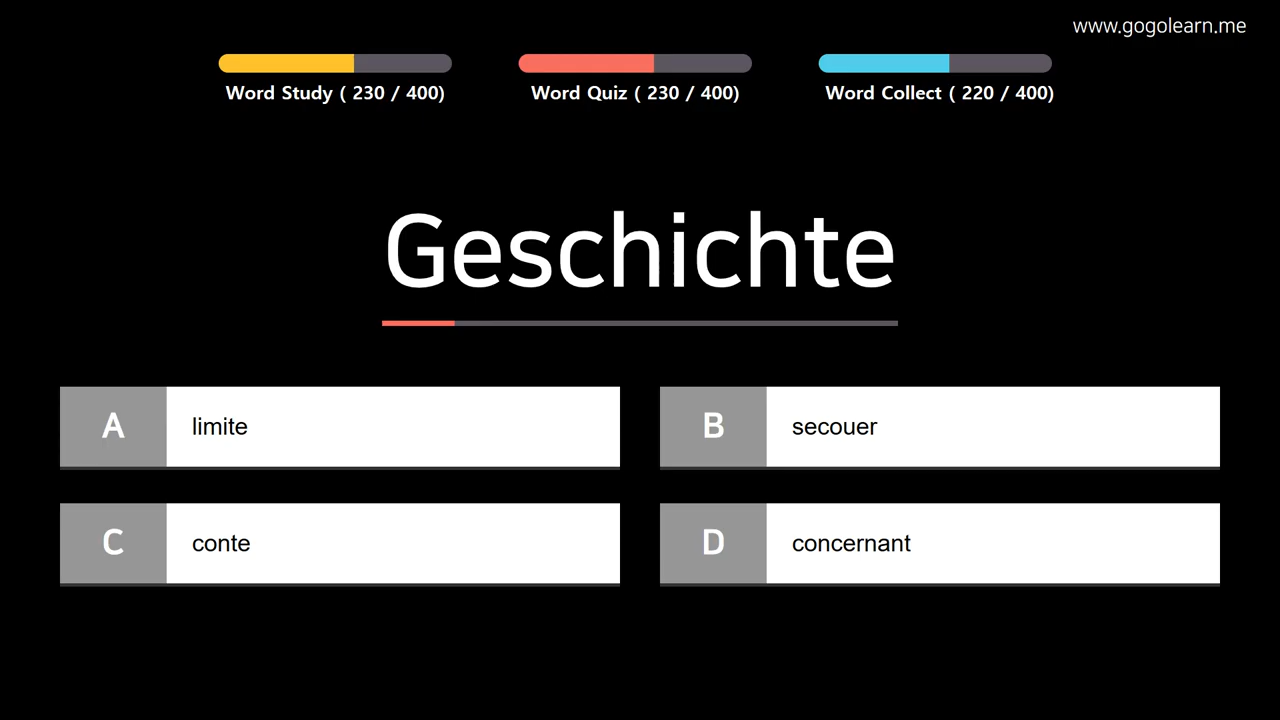 www.gogolearn.me
Word Study ( 230 / 400)
Word Quiz ( 230 / 400)
Word Collect ( 220 / 400)
Geschichte
A limite
B secouer
C conte
D concernant